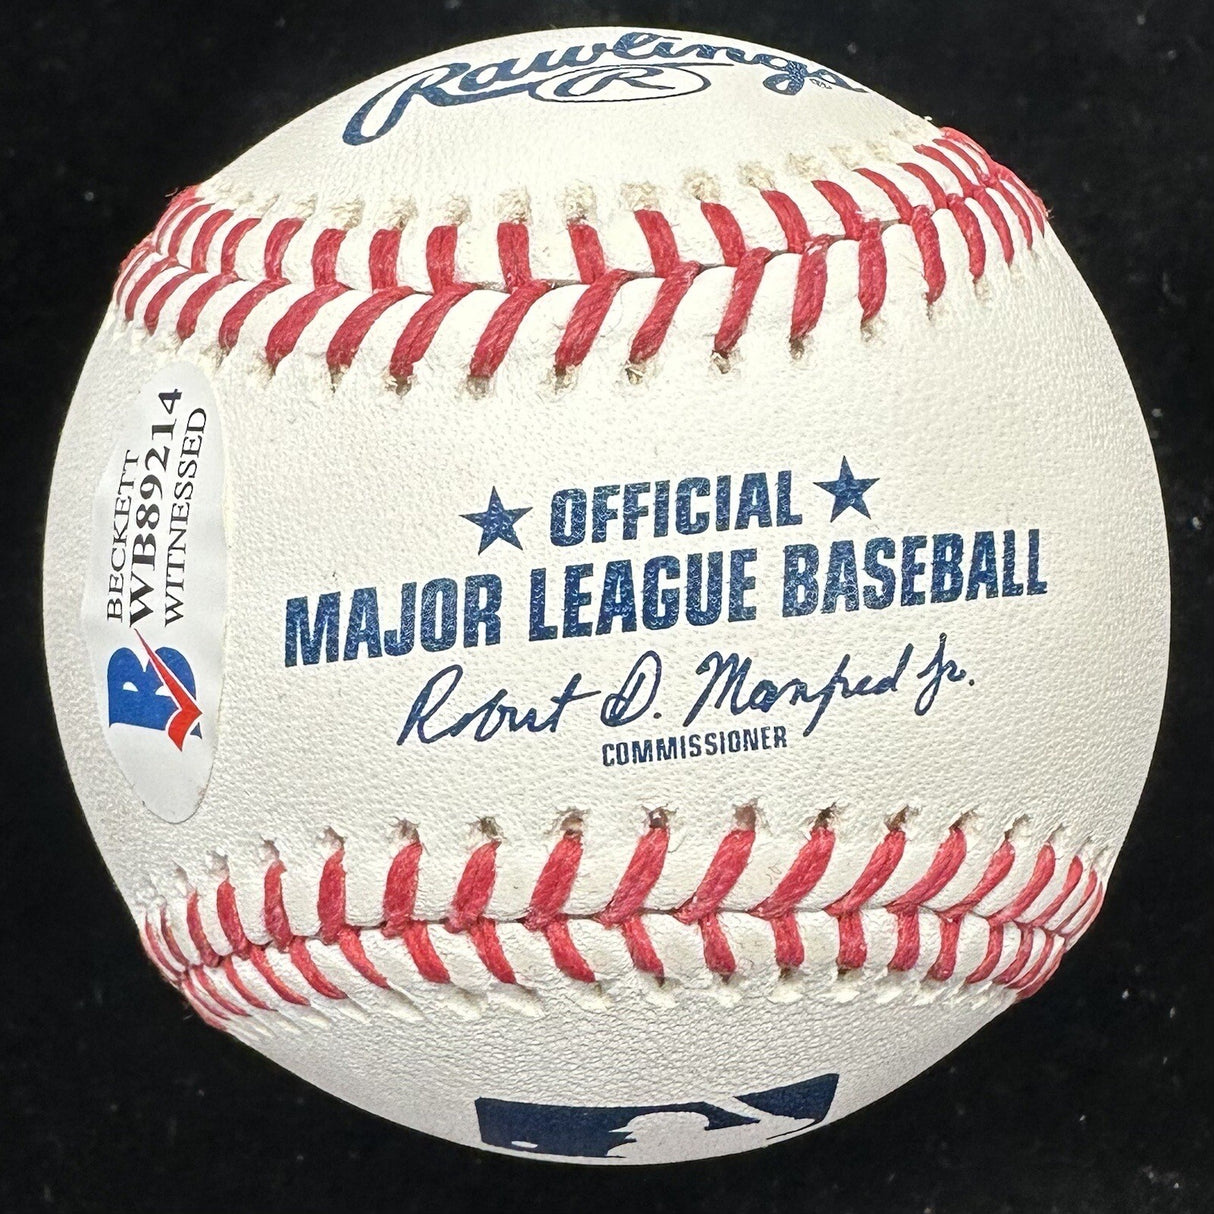 Rawlings
R
BECKETT
WB89214
WITNESSED
B
OFFICIAL
MAJOR LEAGUE BASEBALL
Robert D. Manfred Jr.
COMMISSIONER